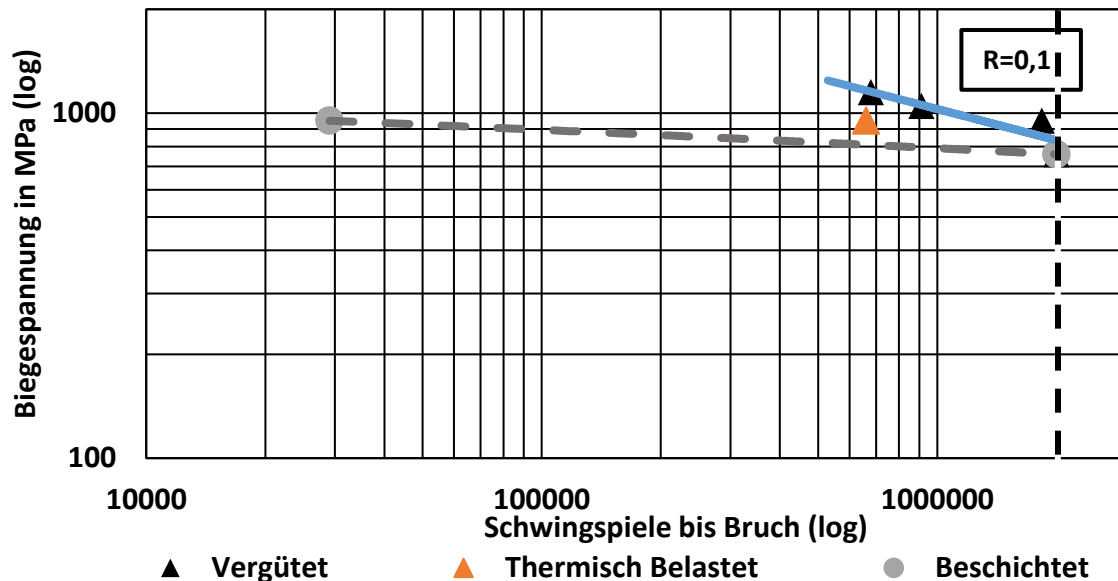 Biegespannung in MPa (log)
1000
100
R=0,1
10000
100000
1000000
Schwingspiele bis Bruch (log)
Vergütet
Thermisch Belastet
Beschichtet